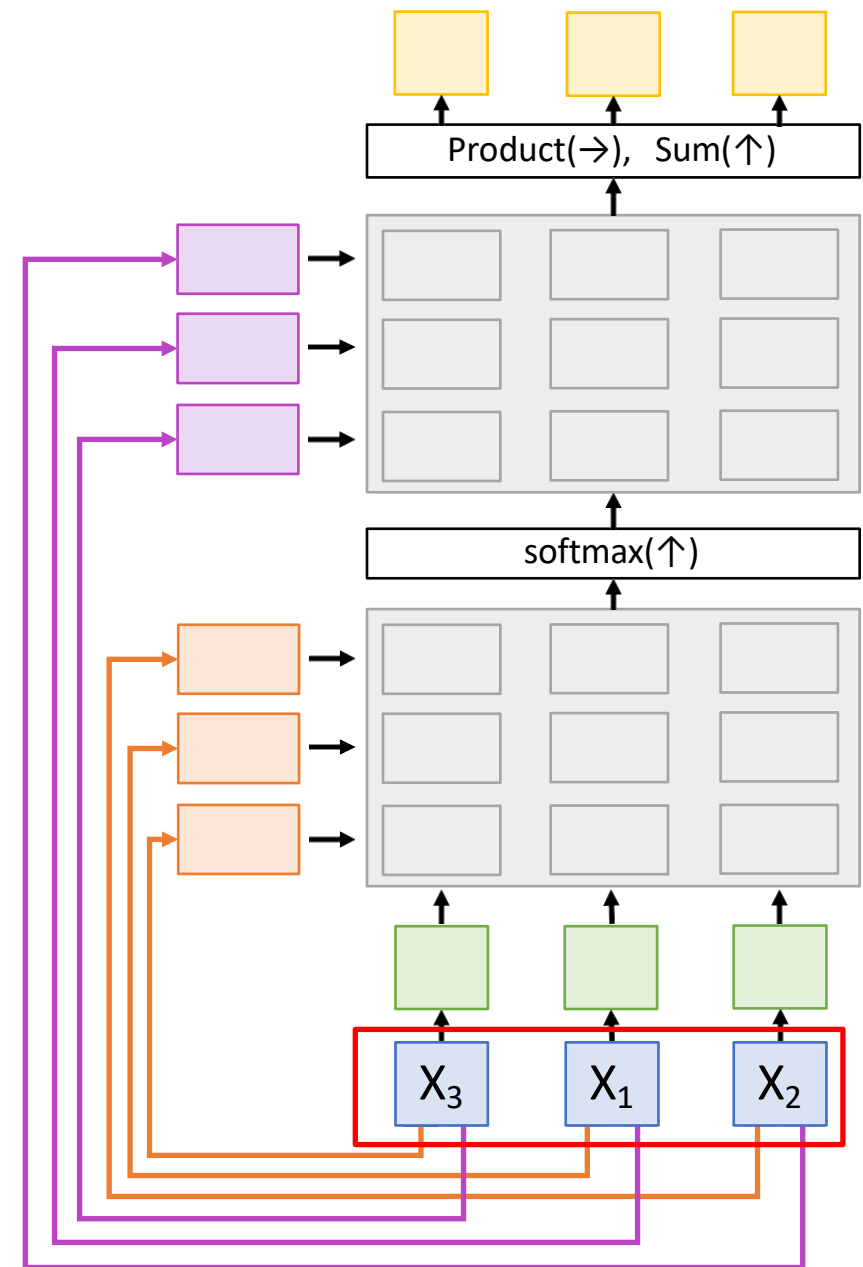 Product(→), Sum(↑)
softmax(↑)
X₃ X₁ X₂